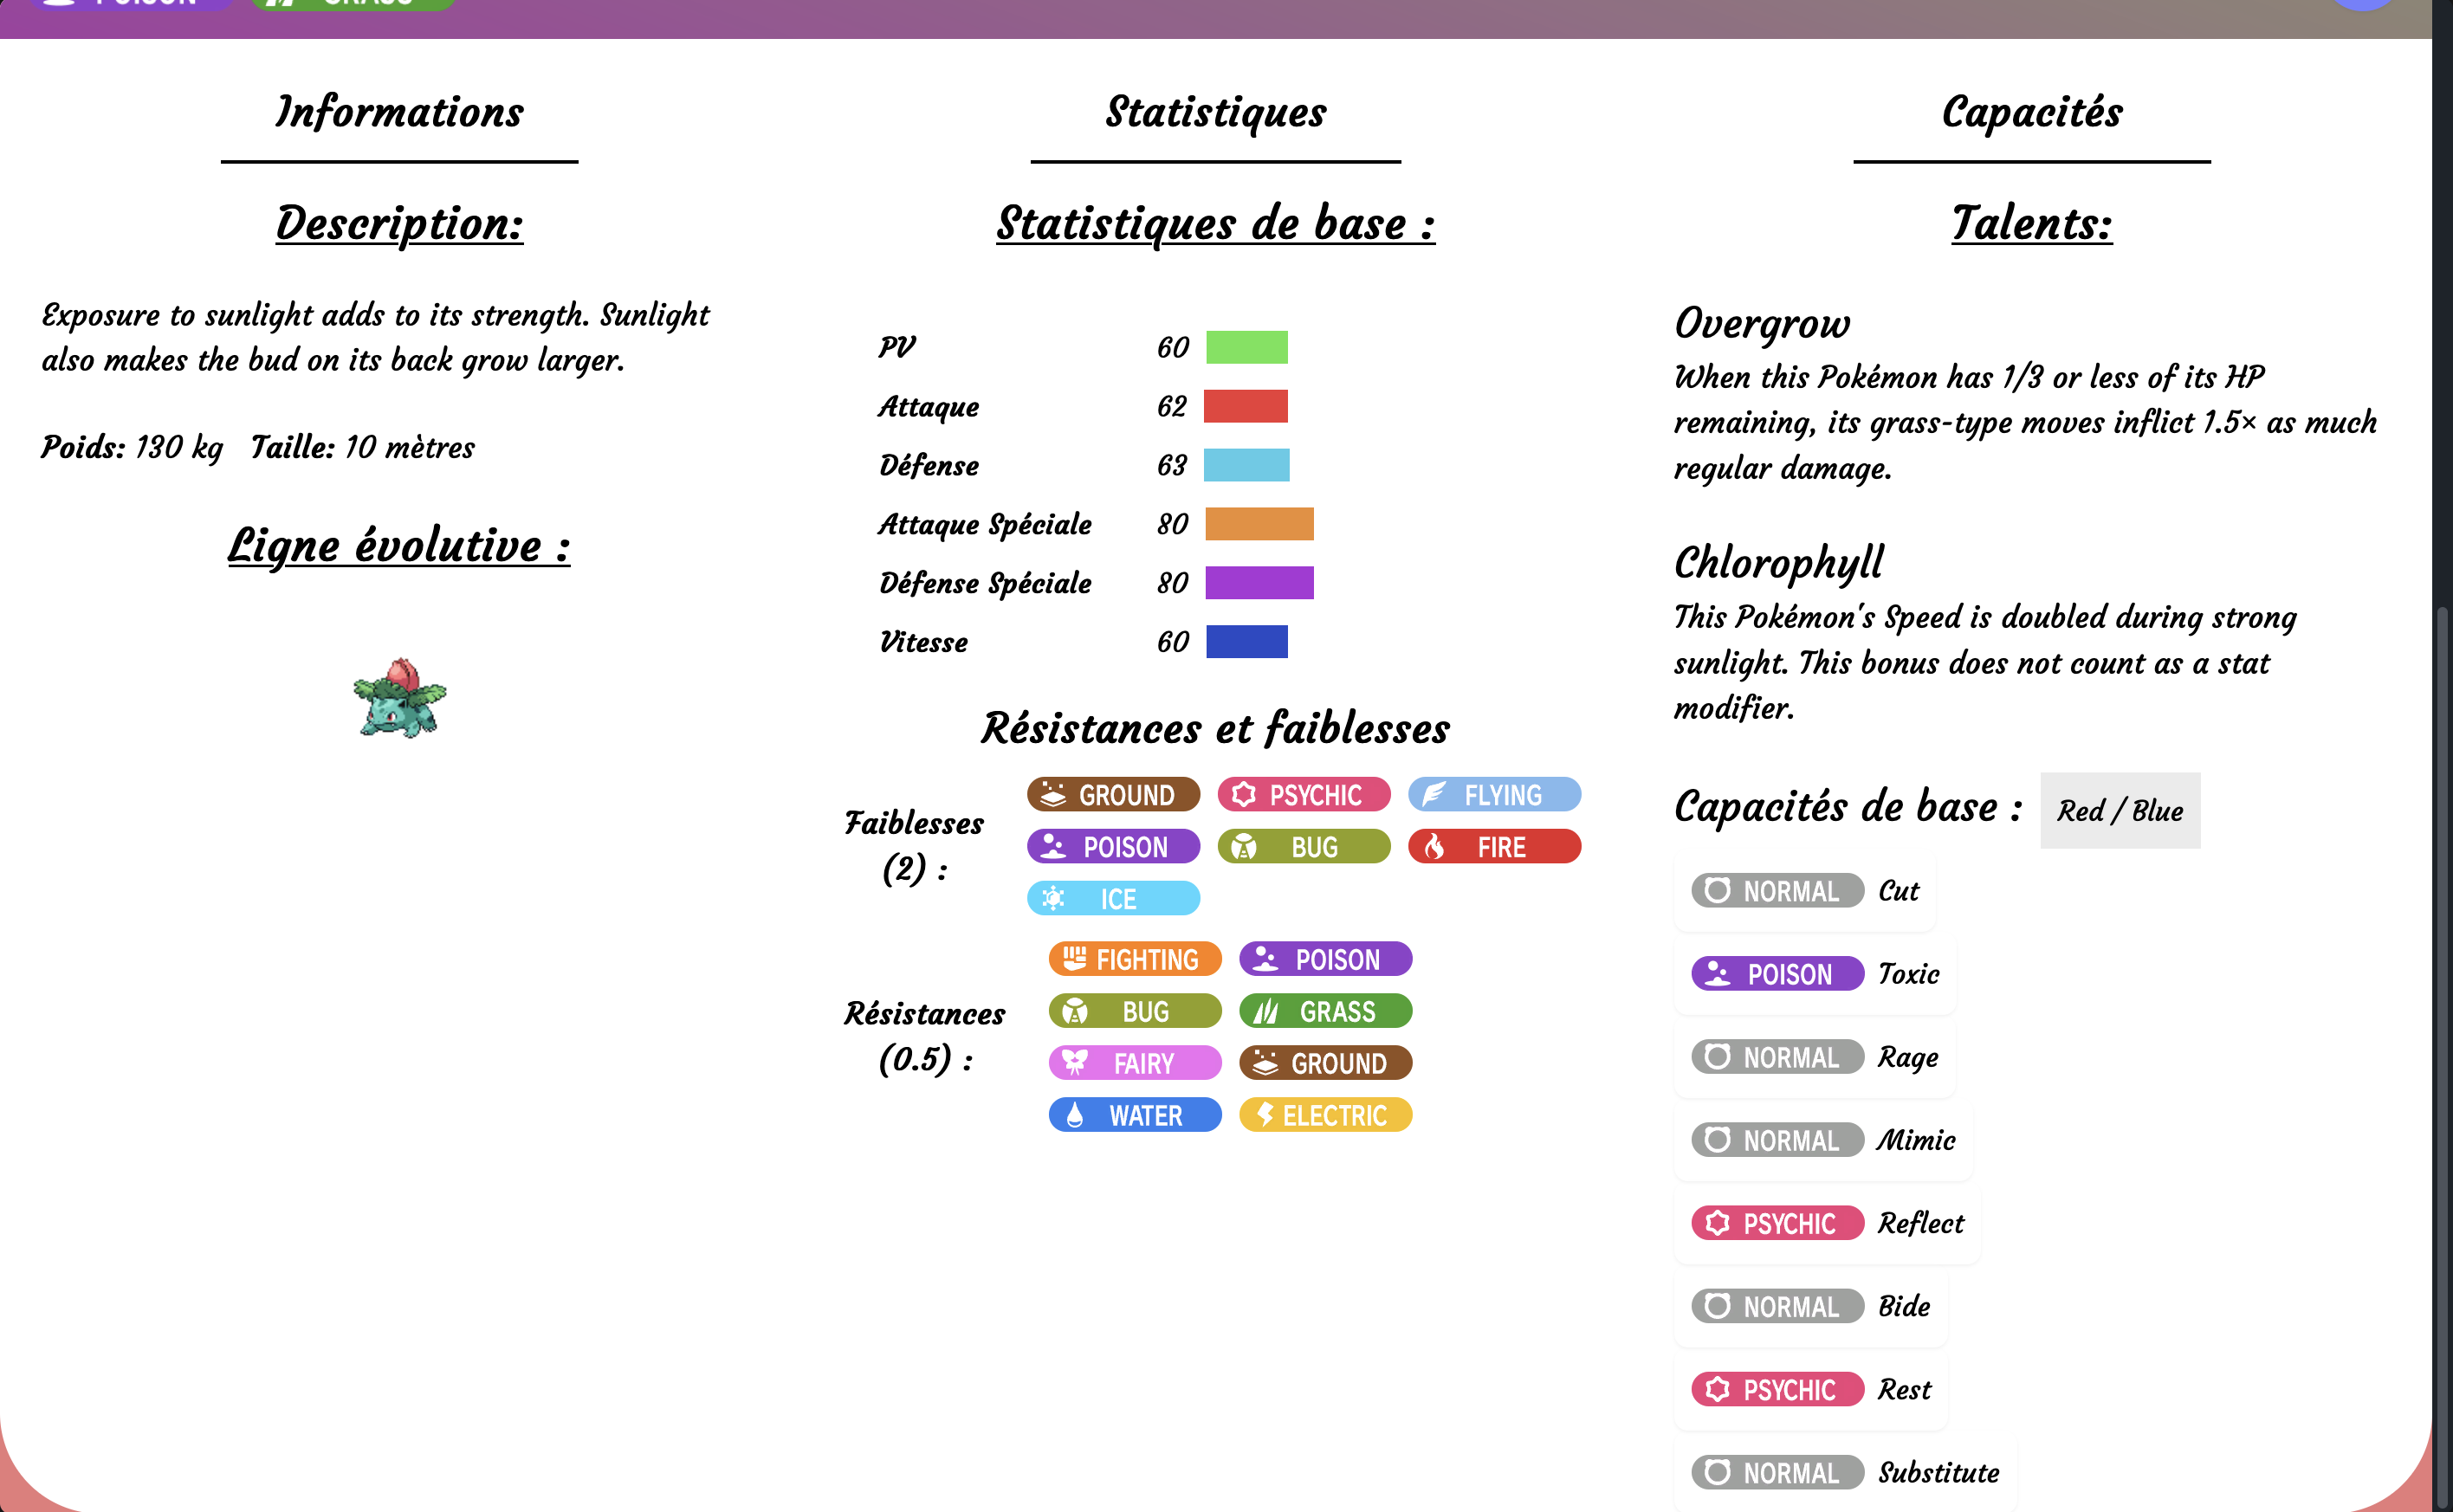 POISON GRASS
Informations
Description:
Exposure to sunlight adds to its strength. Sunlight
also makes the bud on its back grow larger.
Poids: 130 kg Taille: 10 mètres
Ligne évolutive :
Statistiques
Statistiques de base :
PV 60
Attaque 62
Défense 63
Attaque Spéciale 80
Défense Spéciale 80
Vitesse 60
Résistances et faiblesses
Faiblesses
(2) :
GROUND PSYCHIC FLYING
POISON BUG FIRE
ICE
Résistances
(0.5) :
FIGHTING POISON
BUG GRASS
FAIRY GROUND
WATER ELECTRIC
Capacités
Talents:
Overgrow
When this Pokémon has 1/3 or less of its HP
remaining, its grass-type moves inflict 1.5× as much
regular damage.
Chlorophyll
This Pokémon's Speed is doubled during strong
sunlight. This bonus does not count as a stat
modifier.
Capacités de base : Red / Blue
NORMAL Cut
POISON Toxic
NORMAL Rage
NORMAL Mimic
PSYCHIC Reflect
NORMAL Bide
PSYCHIC Rest
NORMAL Substitute